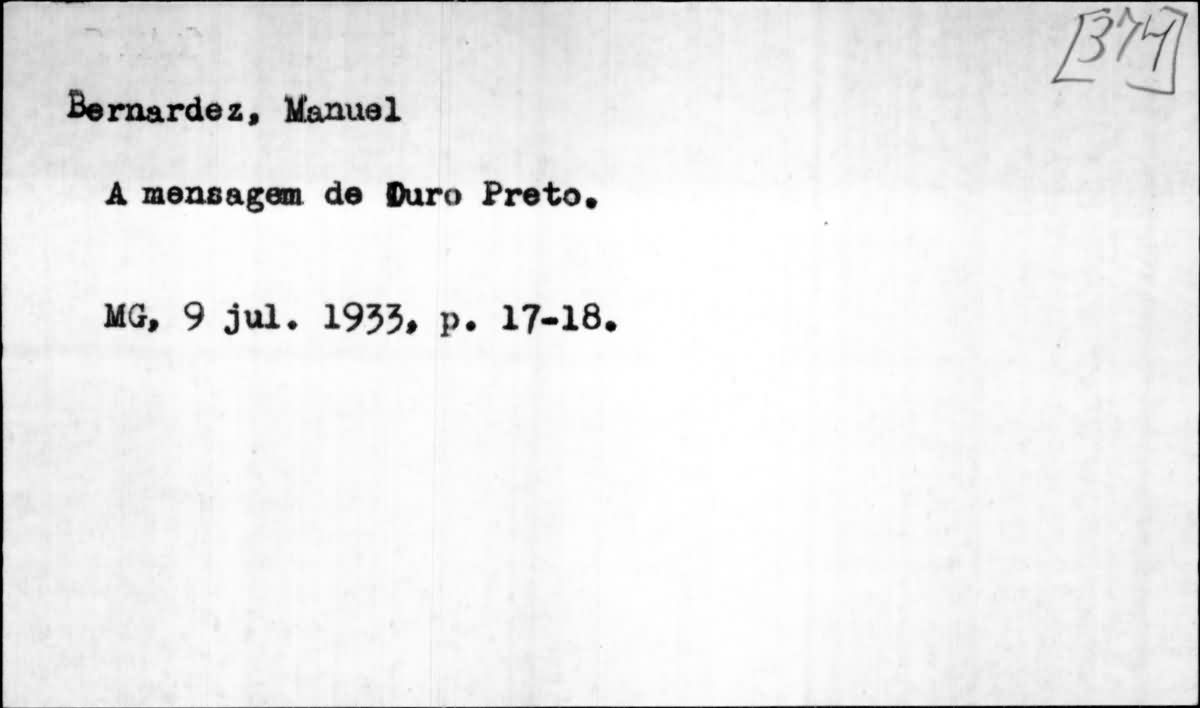 [374]
Bernardez, Manuel
A mensagem de Ouro Preto.
MG, 9 jul. 1933, p. 17-18.